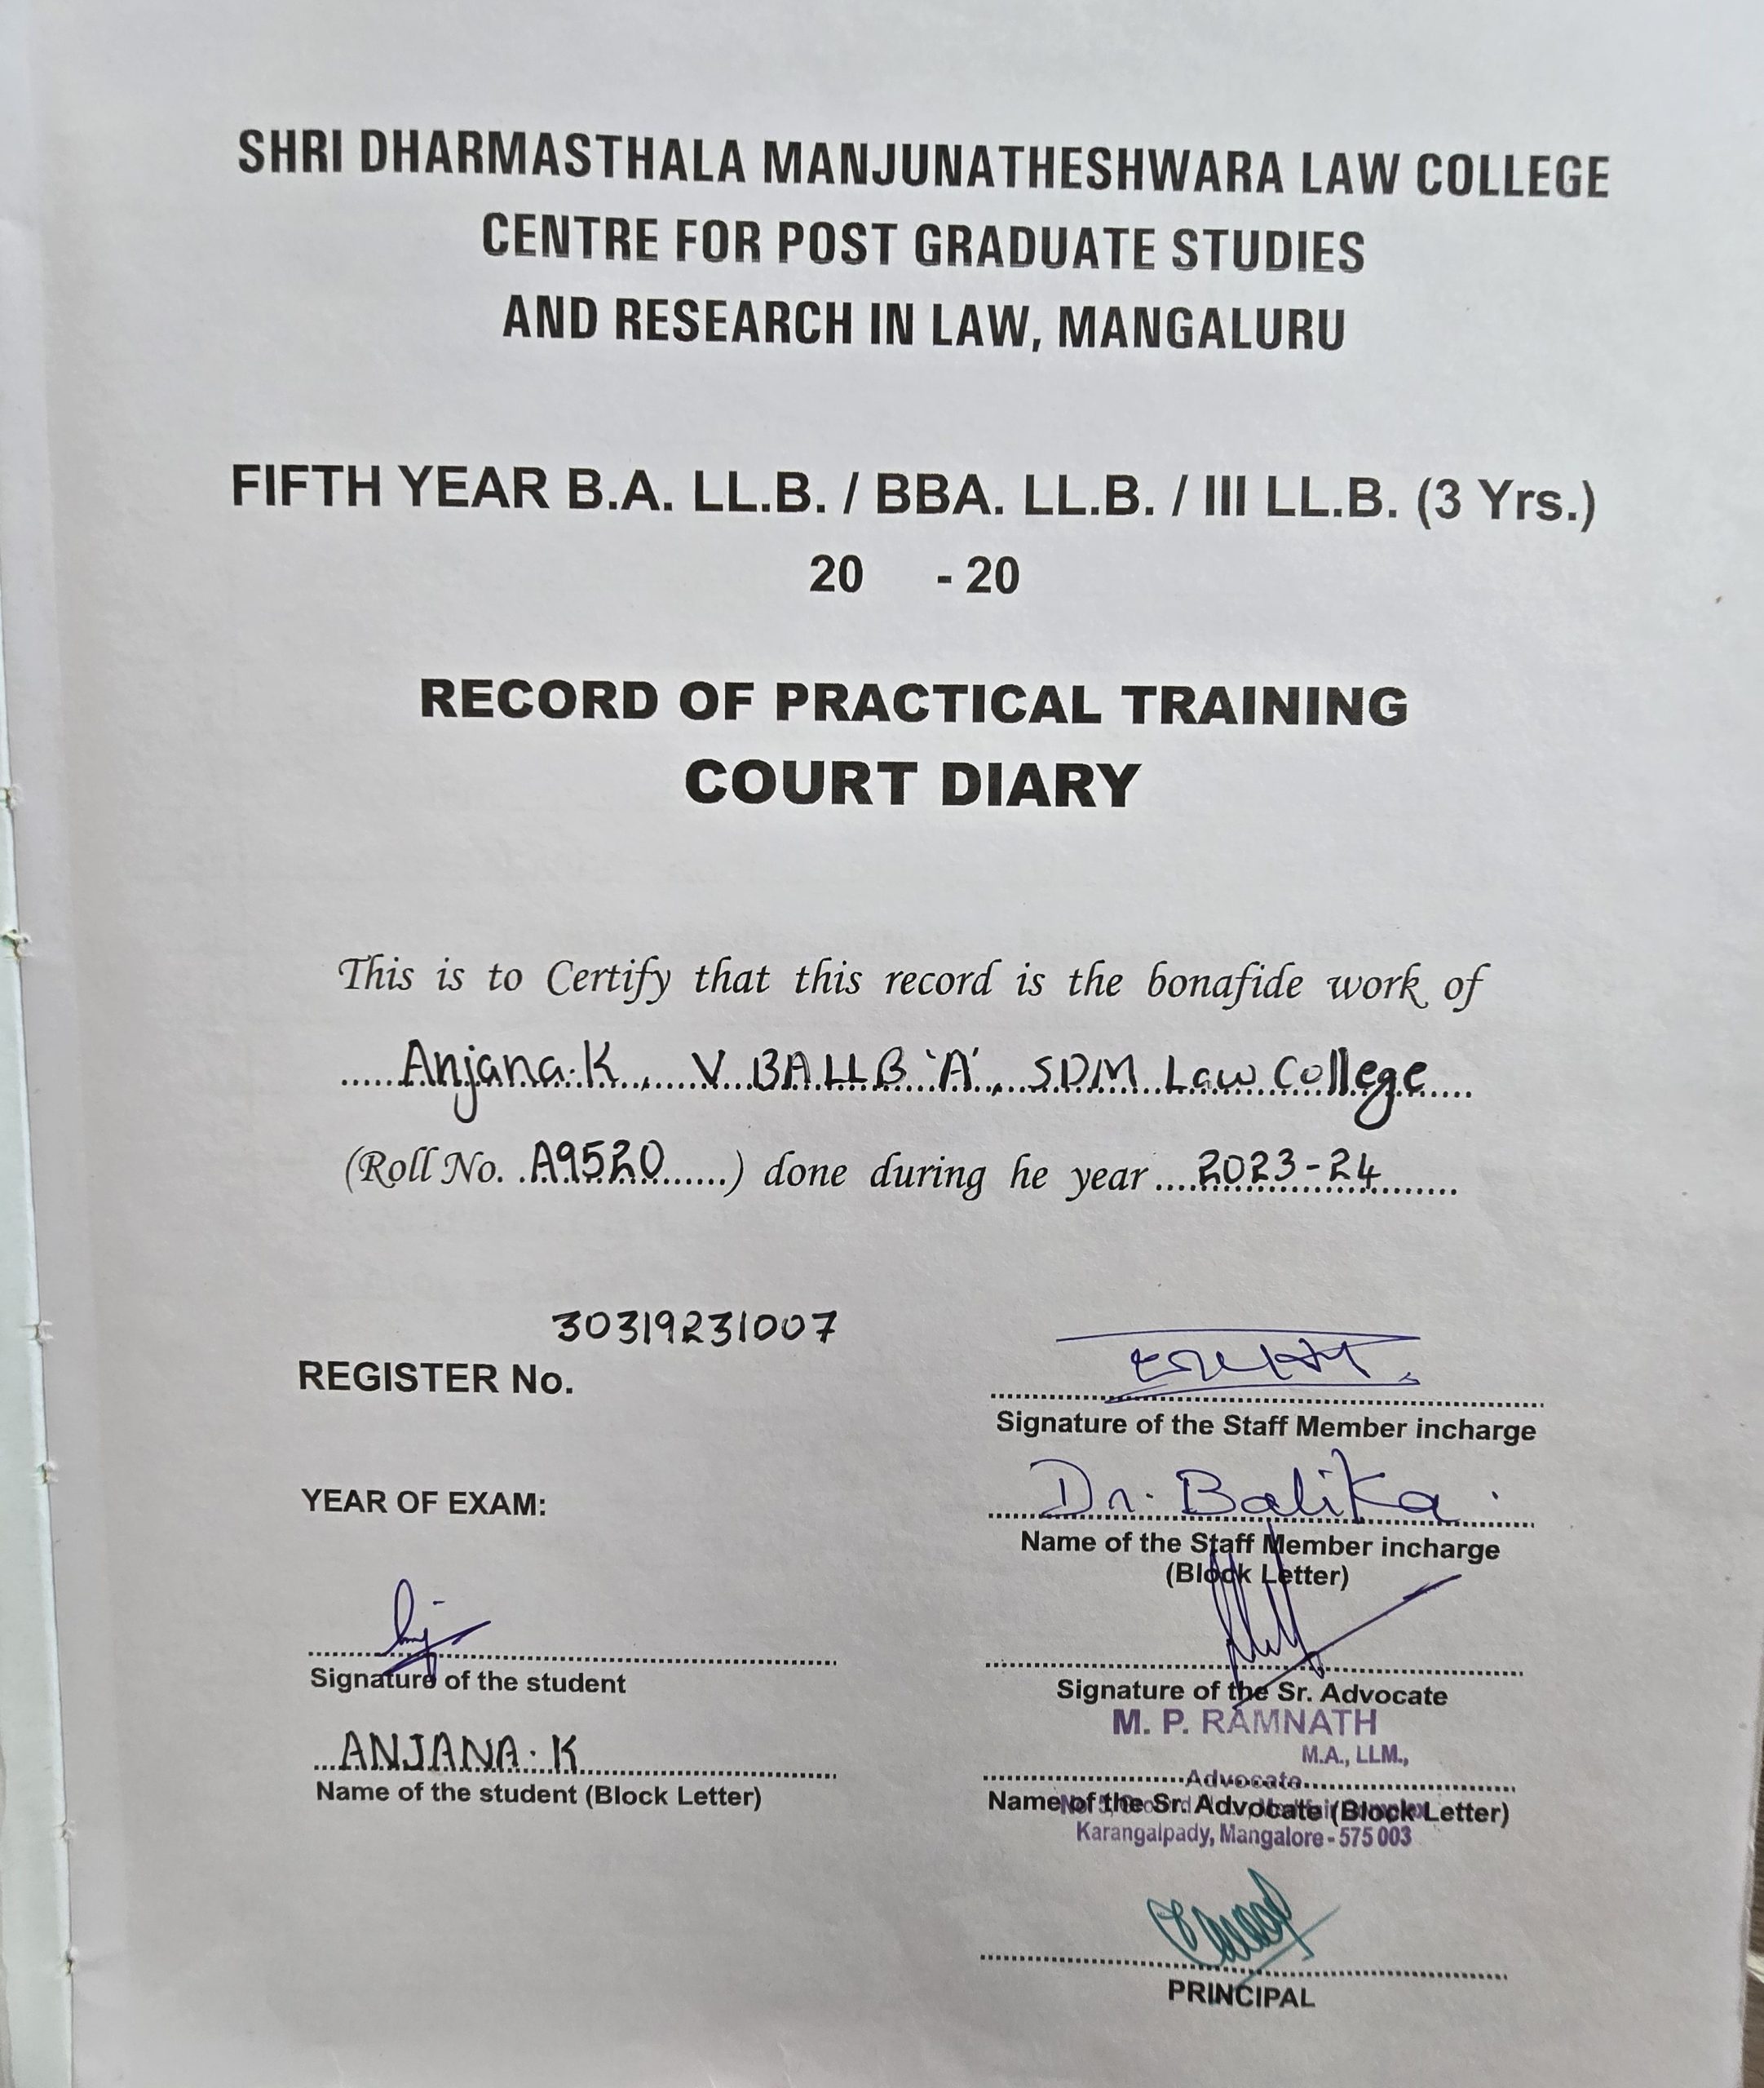 SHRI DHARMASTHALA MANJUNATHESHWARA LAW COLLEGE
CENTRE FOR POST GRADUATE STUDIES
AND RESEARCH IN LAW, MANGALURU
FIFTH YEAR B.A. LL.B. / BBA. LL.B. / III LL.B. (3 Yrs.)
20 - 20
RECORD OF PRACTICAL TRAINING
COURT DIARY
This is to Certify that this record is the bonafide work of
Anjana.K, V BALLB 'A', SDM Law College
(Roll No. A9520) done during he year 2023-24
30319231007
REGISTER No.
Signature of the Staff Member incharge
Dr. Balika
YEAR OF EXAM:
Name of the Staff Member incharge
(Block Letter)
Signature of the student
Signature of the Sr. Advocate
M. P. RAMNATH
M.A., LLM.,
ANJANA.K
Advocate
Name of the student (Block Letter)
Name of the Sr. Advocate (Block Letter)
Karangalpady, Mangalore - 575 003
PRINCIPAL